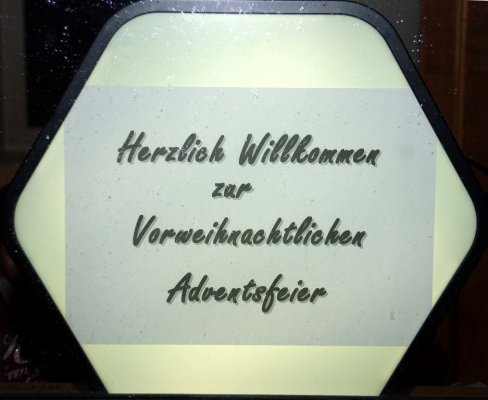 Herzlich Willkommen
zur
Vorweihnachtlichen
Adventsfeier